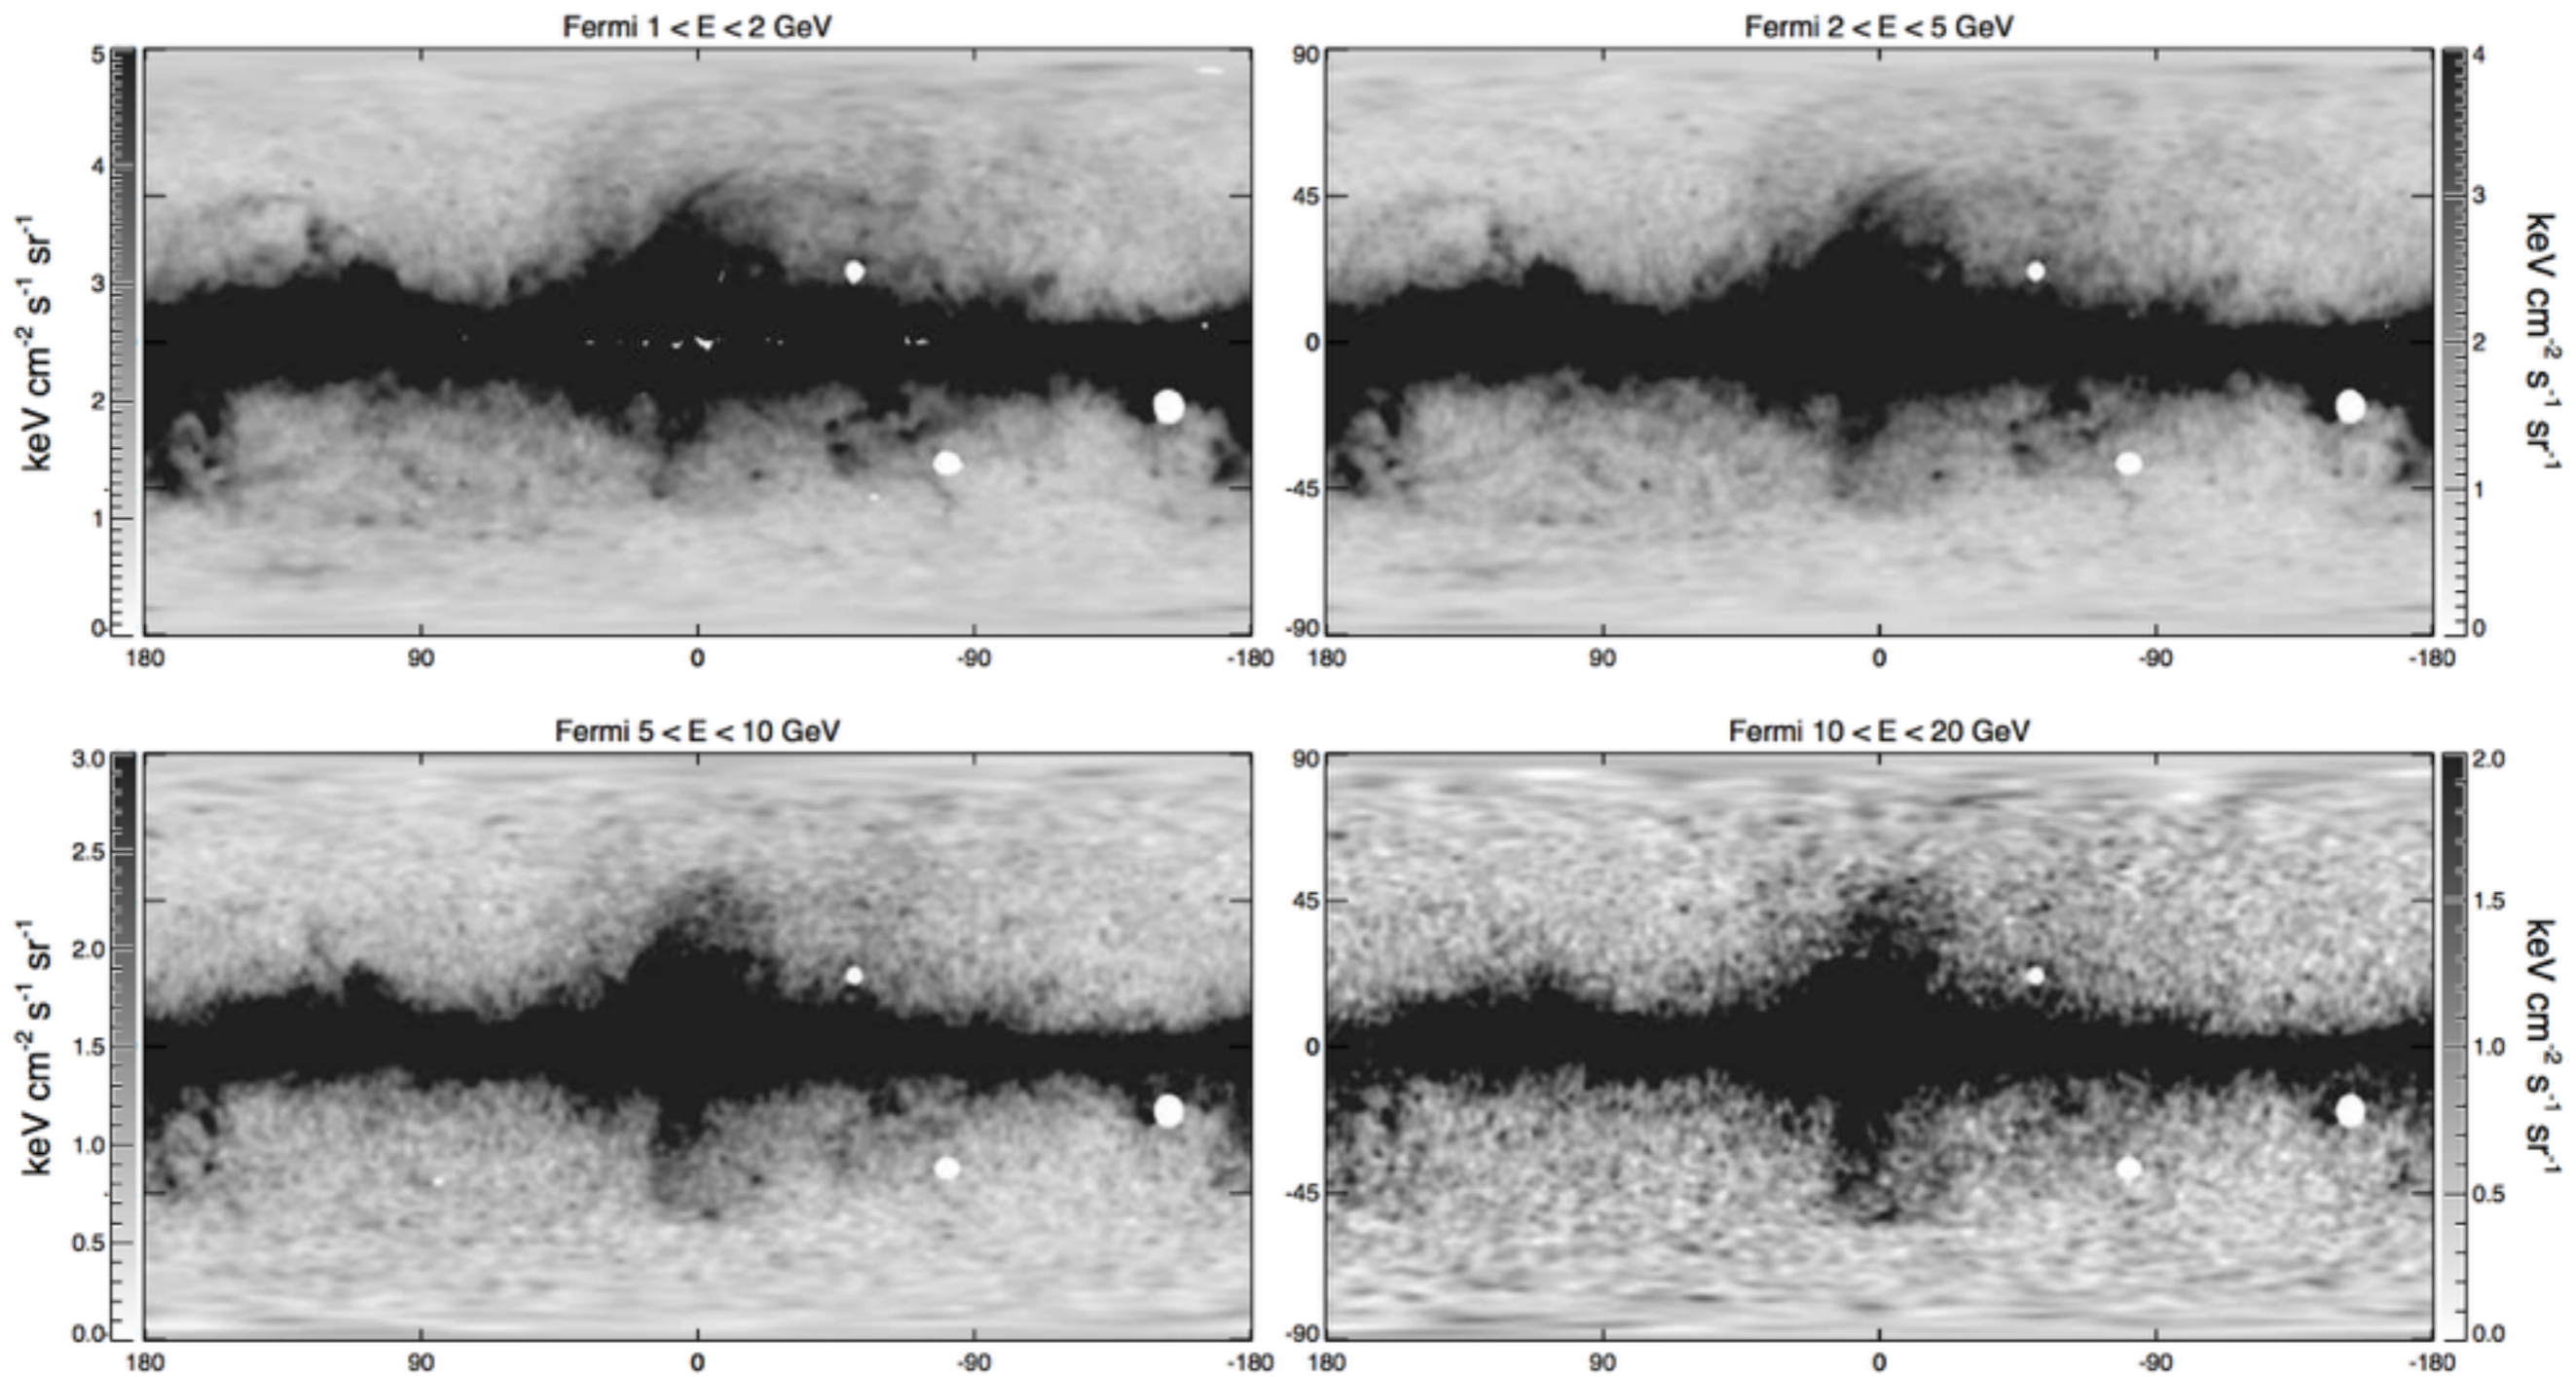 Fermi 1 < E < 2 GeV
5
4
3
2
1
0
keV cm-2 s-1 sr-1
180 90 0 -90 -180
Fermi 2 < E < 5 GeV
90
45
0
-45
-90
180 90 0 -90 -180
4
3
2
1
0
keV cm-2 s-1 sr-1
Fermi 5 < E < 10 GeV
3.0
2.5
2.0
1.5
1.0
0.5
0.0
keV cm-2 s-1 sr-1
180 90 0 -90 -180
Fermi 10 < E < 20 GeV
90
45
0
-45
-90
180 90 0 -90 -180
2.0
1.5
1.0
0.5
0.0
keV cm-2 s-1 sr-1